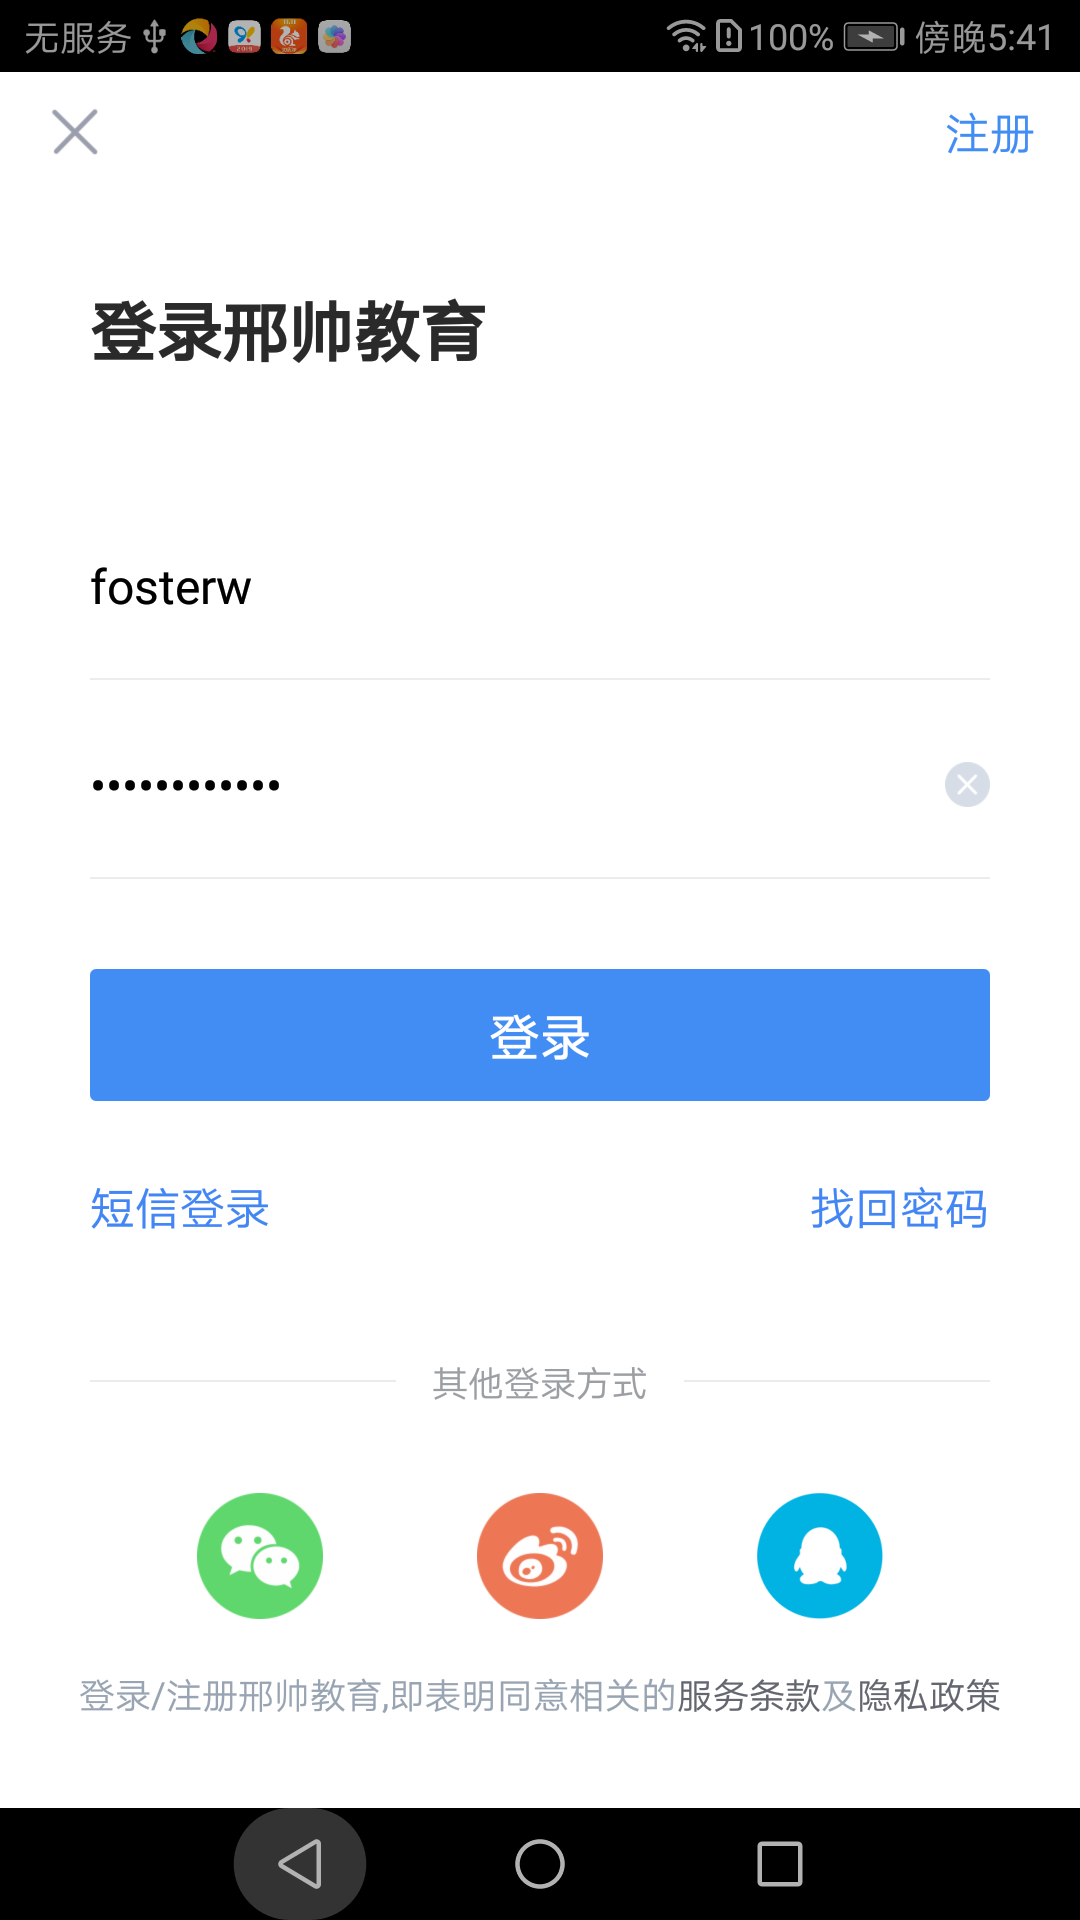 无服务 100% 傍晚5:41
注册
登录邢帅教育
fosterw
••••••••••••
登录
短信登录 找回密码
其他登录方式
登录/注册邢帅教育,即表明同意相关的服务条款及隐私政策